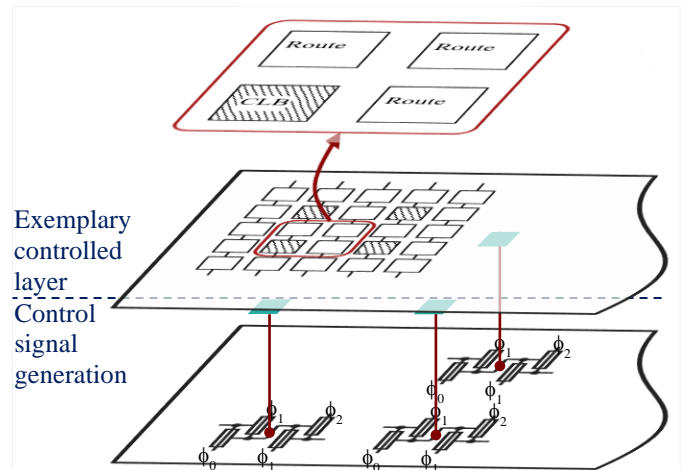 Route
Route
CLB
Route
Exemplary
controlled
layer
Control
signal
generation
ϕ1
ϕ2
ϕ0
ϕ1
ϕ1
ϕ2
ϕ0
ϕ1
ϕ1
ϕ2
ϕ0
ϕ1